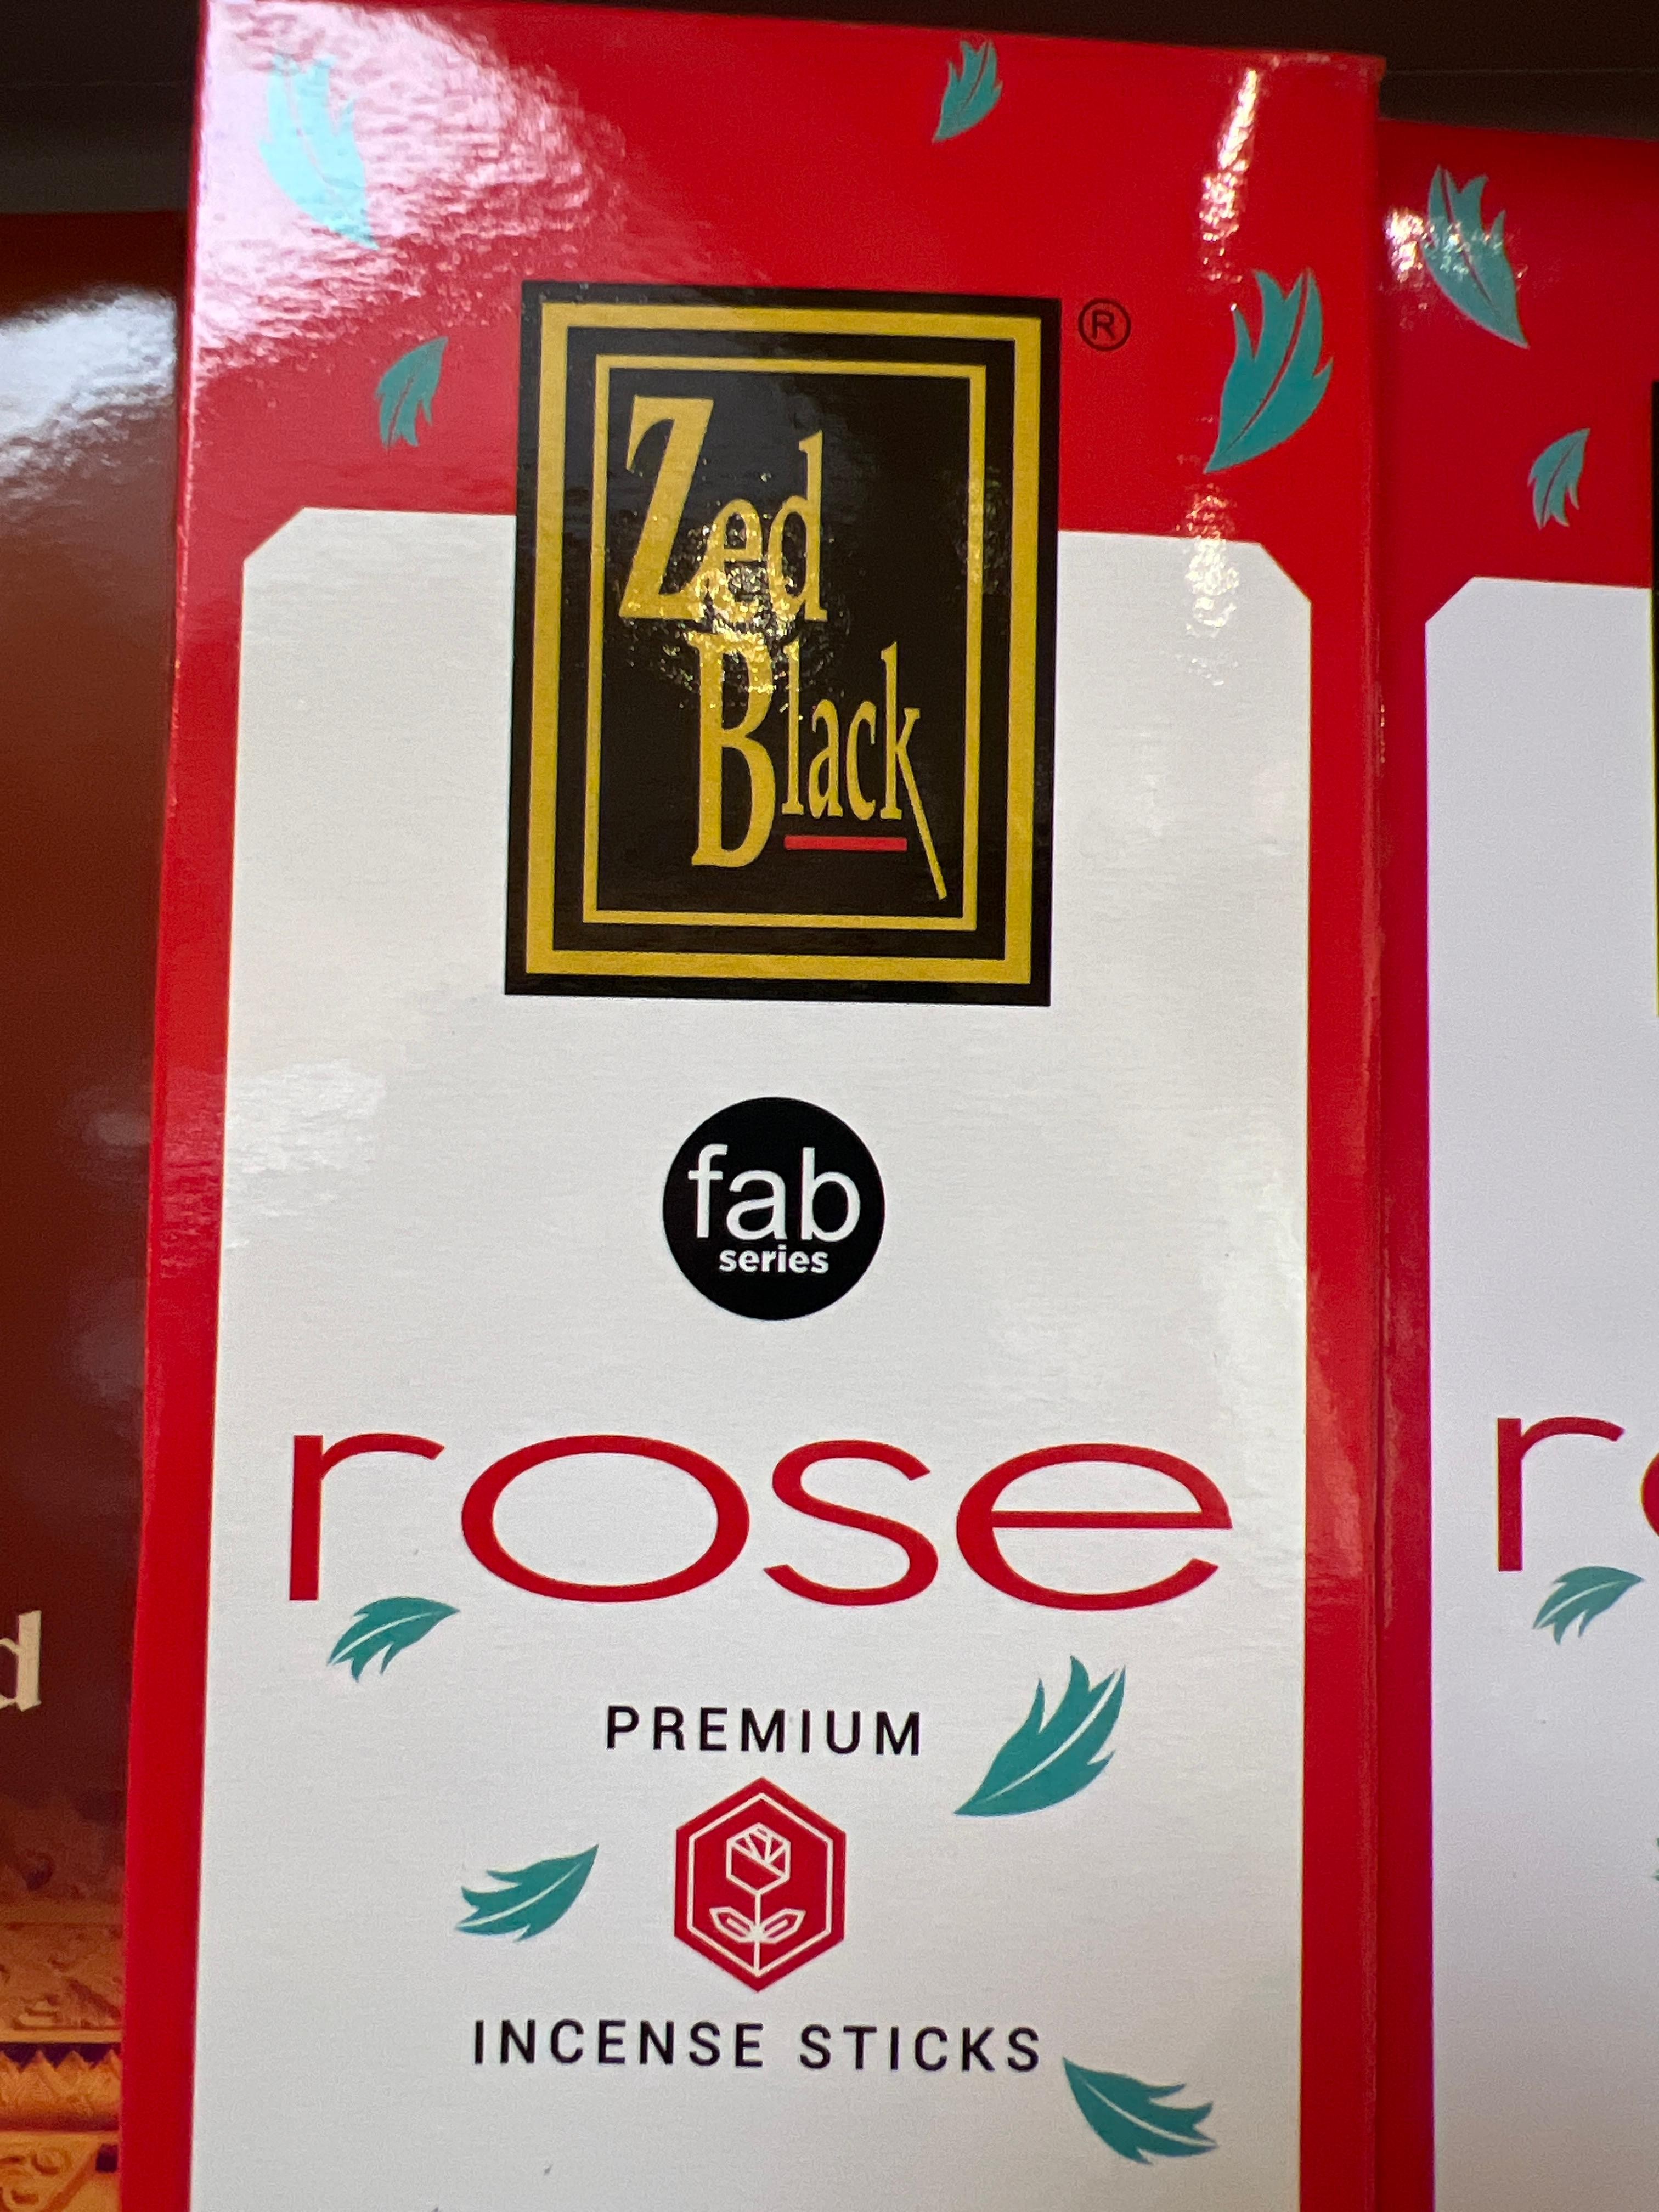 Zed
Black
®
fab
series
rose
PREMIUM
INCENSE STICKS
r
d